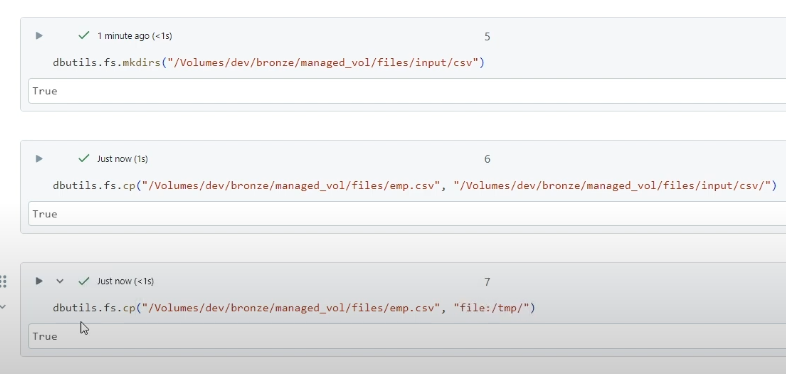 1 minute ago (<1s)
5
dbutils.fs.mkdirs("/Volumes/dev/bronze/managed_vol/files/input/csv")
True
Just now (1s)
6
dbutils.fs.cp("/Volumes/dev/bronze/managed_vol/files/emp.csv", "/Volumes/dev/bronze/managed_vol/files/input/csv/")
True
Just now (<1s)
7
dbutils.fs.cp("/Volumes/dev/bronze/managed_vol/files/emp.csv", "file:/tmp/")
True